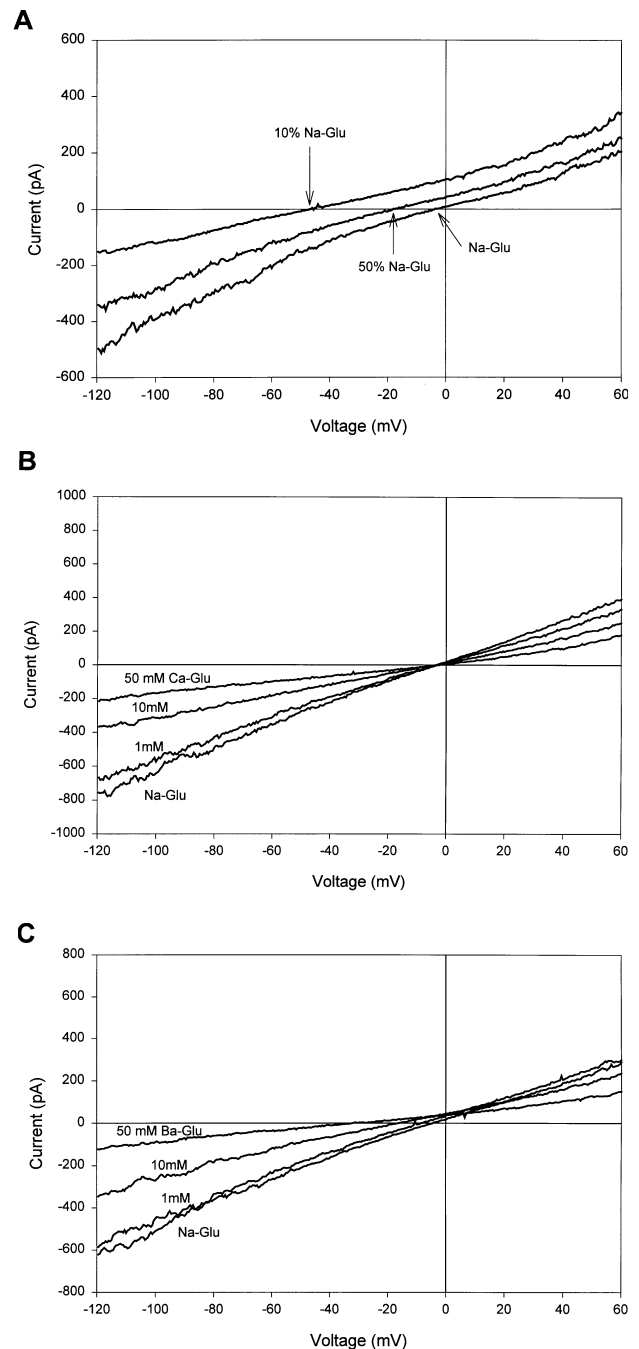 A
600
400
10% Na-Glu
200
0
Current (pA)
50% Na-Glu
Na-Glu
-200
-400
-600
-120 -100 -80 -60 -40 -20 0 20 40 60
Voltage (mV)
B
1000
800
600
400
200
0
Current (pA)
50 mM Ca-Glu
-200
10mM
-400
1mM
-600
Na-Glu
-800
-1000
-120 -100 -80 -60 -40 -20 0 20 40 60
Voltage (mV)
C
800
600
400
200
0
Current (pA)
50 mM Ba-Glu
-200
10mM
-400
1mM
Na-Glu
-600
-800
-120 -100 -80 -60 -40 -20 0 20 40 60
Voltage (mV)